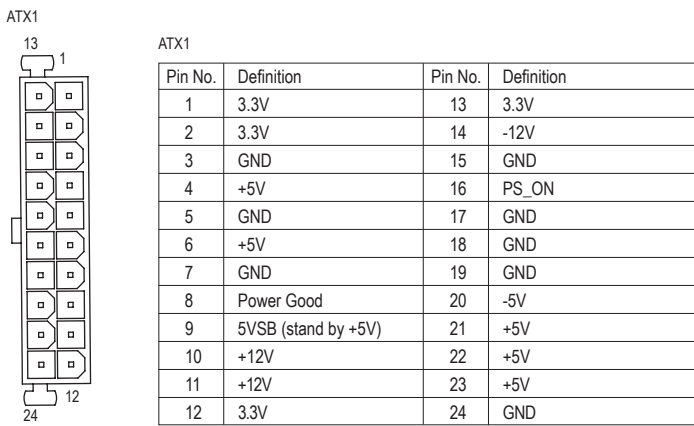 ATX1
13
1
12
24
ATX1
Pin No. Definition Pin No. Definition
1 3.3V 13 3.3V
2 3.3V 14 -12V
3 GND 15 GND
4 +5V 16 PS_ON
5 GND 17 GND
6 +5V 18 GND
7 GND 19 GND
8 Power Good 20 -5V
9 5VSB (stand by +5V) 21 +5V
10 +12V 22 +5V
11 +12V 23 +5V
12 3.3V 24 GND